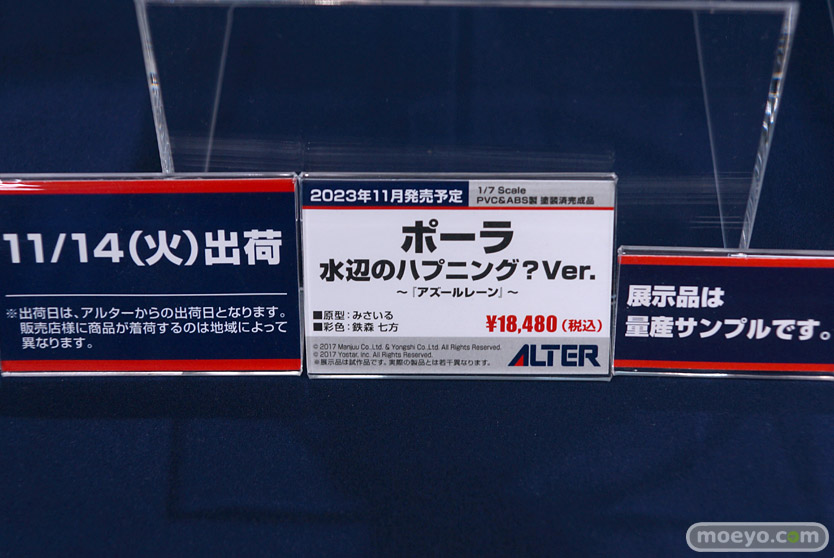 11/14(火)出荷
※出荷日は、アルターからの出荷日となります。
販売店様に商品が着荷するのは地域によって
異なります。
2023年11月発売予定
1/7 Scale
PVC&ABS製 塗装済完成品
ポーラ
水辺のハプニング?Ver.
～『アズールレーン』～
■原型：みさいる
■彩色：鉄森 七方
¥18,480(税込)
© 2017 Manjuu Co.,Ltd. & Yongshi Co.,Ltd. All Rights Reserved.
© 2017 Yostar, Inc. All Rights Reserved.
※展示品は試作品です。実際の製品とは若干異なります。
ALTER
展示品は
量産サンプルです。
moeyo.com